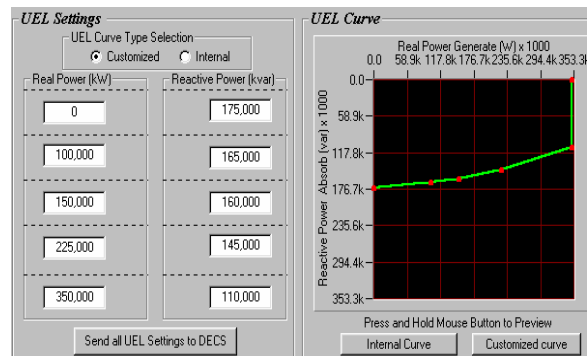 UEL Settings
UEL Curve Type Selection
Customized Internal
Real Power (kW) Reactive Power (kvar)
0 175,000
100,000 165,000
150,000 160,000
225,000 145,000
350,000 110,000
Send all UEL Settings to DECS
UEL Curve
Real Power Generate (W) x 1000
0.0 58.9k 117.8k 176.7k 235.6k 294.4k 353.3k
Reactive Power Absorb (var) x1000
0.0
58.9k
117.8k
176.7k
235.6k
294.4k
353.3k
Press and Hold Mouse Button to Preview
Internal Curve Customized curve